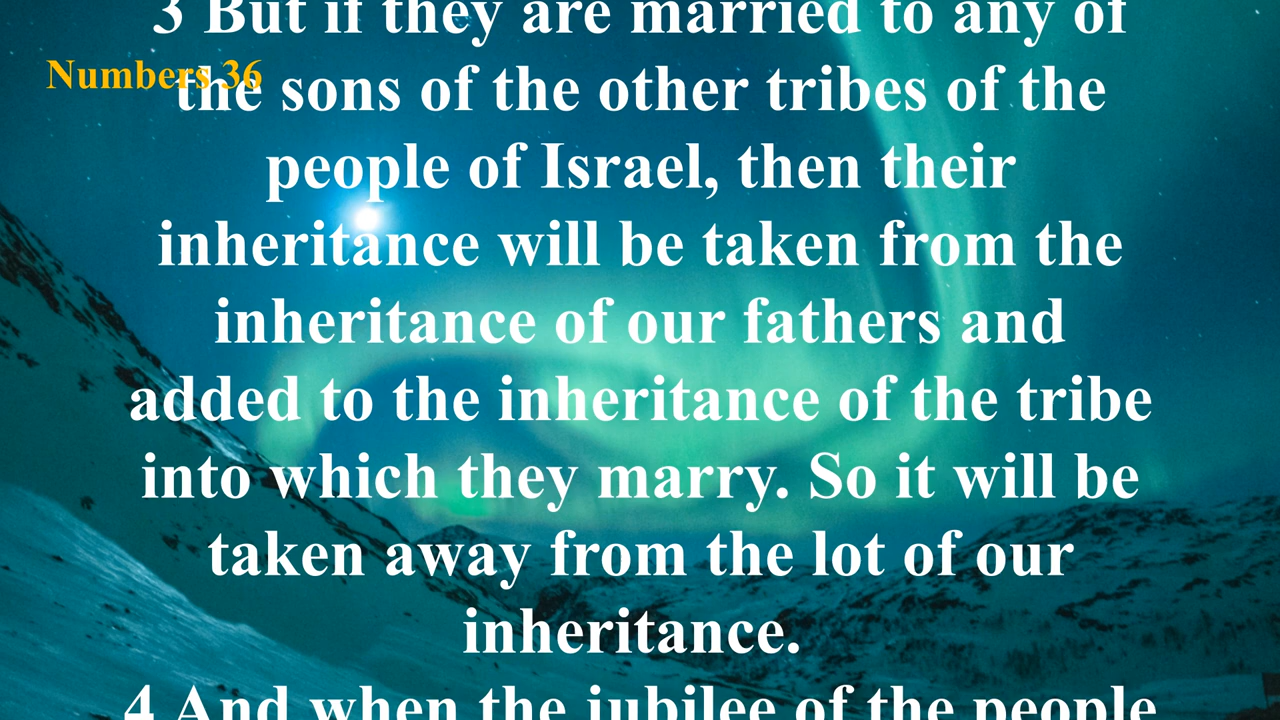 3 But if they are married to any of
Numbers 36
the sons of the other tribes of the
people of Israel, then their
inheritance will be taken from the
inheritance of our fathers and
added to the inheritance of the tribe
into which they marry. So it will be
taken away from the lot of our
inheritance.
4 And when the jubilee of the people